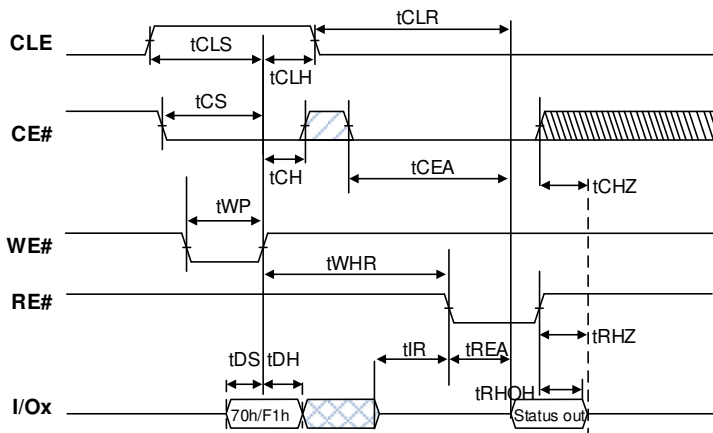 tCLR
CLE
tCLS
tCLH
tCS
CE#
tCH
tCEA
tCHZ
tWP
WE#
tWHR
RE#
tDS tDH
tIR
tREA
tRHZ
tRHOH
I/Ox
70h/F1h
Status out